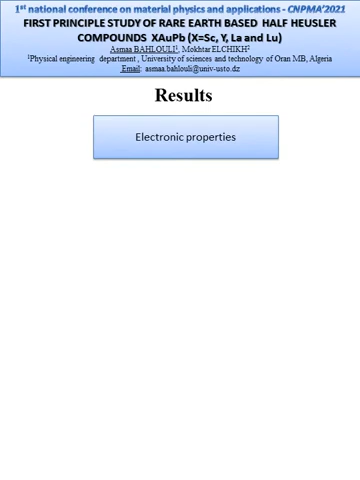 1st national conference on material physics and applications - CNPMA'2021
FIRST PRINCIPLE STUDY OF RARE EARTH BASED HALF HEUSLER
COMPOUNDS XAuPb (X=Sc, Y, La and Lu)
Asmaa BAHLOULI1, Mokhtar ELCHIKH2
1Physical engineering department , University of sciences and technology of Oran MB, Algeria
Email: asmaa.bahlouli@univ-usto.dz
Results
Electronic properties